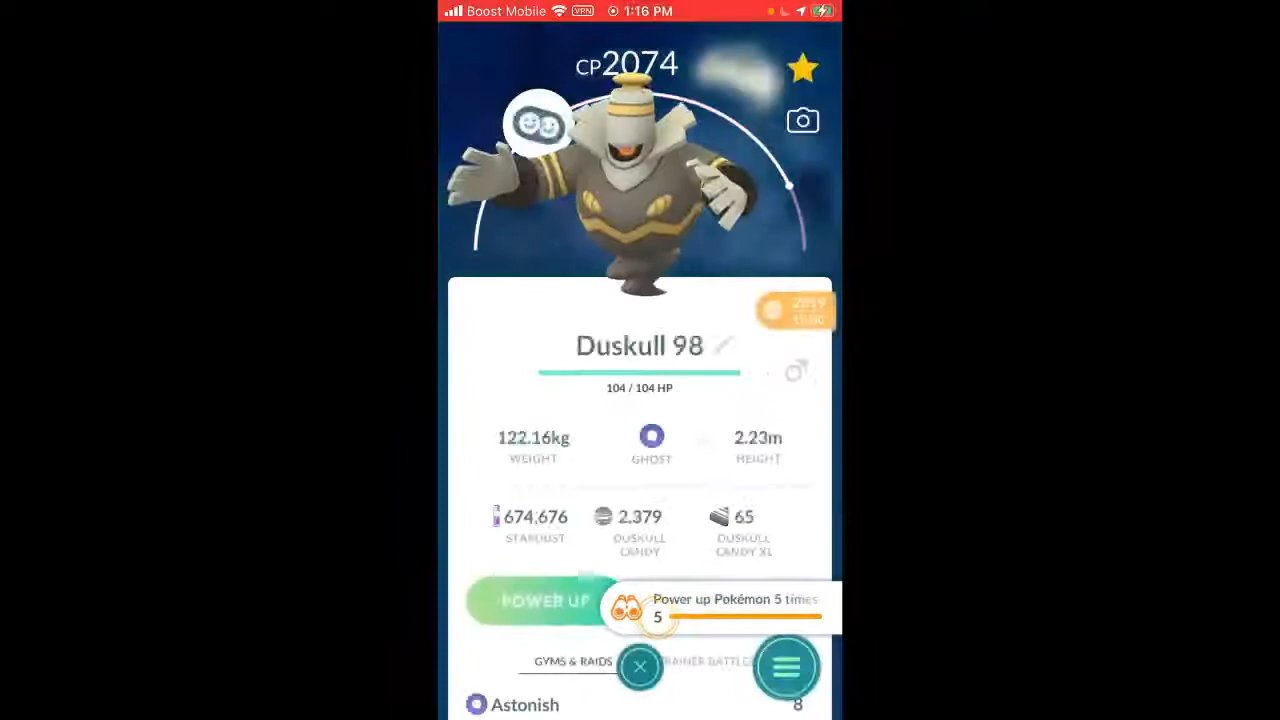 Boost Mobile VPN 1:16 PM
CP2074
Duskull 98
104 / 104 HP
122.16kg
WEIGHT
GHOST
2.23m
HEIGHT
674,676
STARDUST
2,379
DUSKULL
CANDY
65
DUSKULL
CANDY XL
POWER UP
Power up Pokémon 5 times
5
GYMS & RAIDS
TRAINER BATTLES
Astonish 8